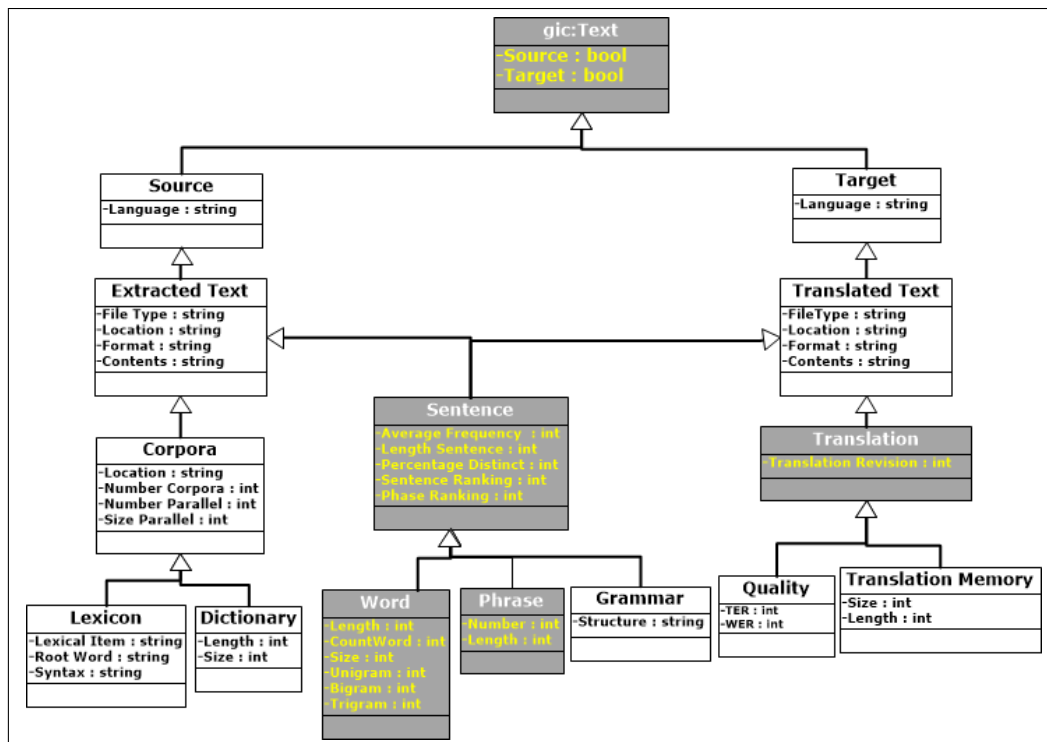 gic:Text
-Source : bool
-Target : bool
Source
-Language : string
Target
-Language : string
Extracted Text
-File Type : string
-Location : string
-Format : string
-Contents : string
Translated Text
-FileType : string
-Location : string
-Format : string
-Contents : string
Sentence
-Average Frequency : int
-Length Sentence : int
-Percentage Distinct : int
-Sentence Ranking : int
-Phase Ranking : int
Corpora
-Location : string
-Number Corpora : int
-Number Parallel : int
-Size Parallel : int
Translation
-Translation Revision : int
Lexicon
-Lexical Item : string
-Root Word : string
-Syntax : string
Dictionary
-Length : int
-Size : int
Word
-Length : int
-CountWord : int
-Size : int
-Unigram : int
-Bigram : int
-Trigram : int
Phrase
-Number : int
-Length : int
Grammar
-Structure : string
Quality
-TER : int
-WER : int
Translation Memory
-Size : int
-Length : int